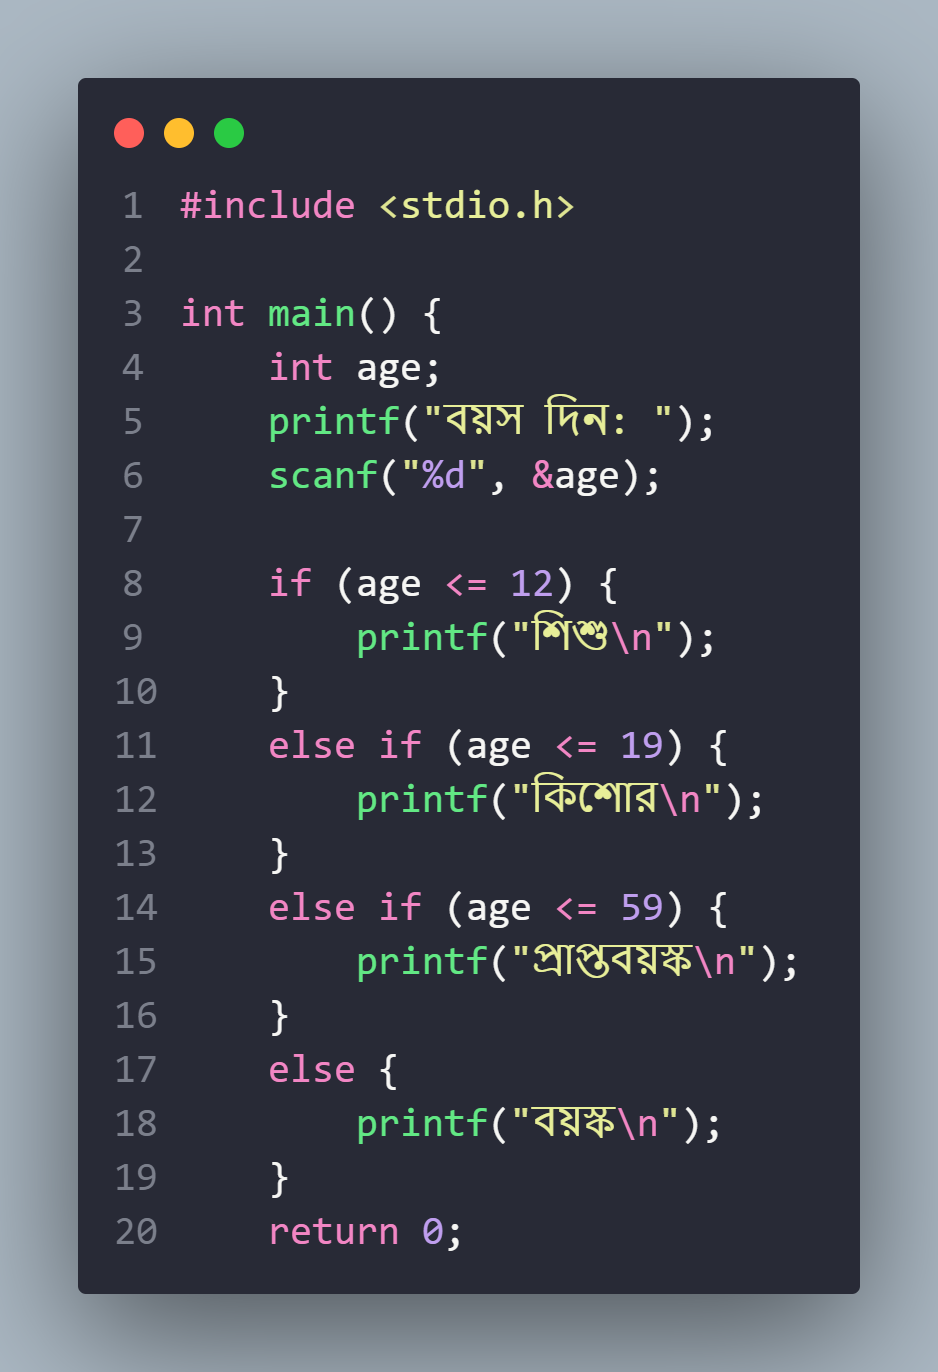 1 #include <stdio.h>
2
3 int main() {
4     int age;
5     printf("বয়স দিন: ");
6     scanf("%d", &age);
7
8     if (age <= 12) {
9         printf("শিশু\n");
10     }
11     else if (age <= 19) {
12         printf("কিশোর\n");
13     }
14     else if (age <= 59) {
15         printf("প্রাপ্তবয়স্ক\n");
16     }
17     else {
18         printf("বয়স্ক\n");
19     }
20     return 0;